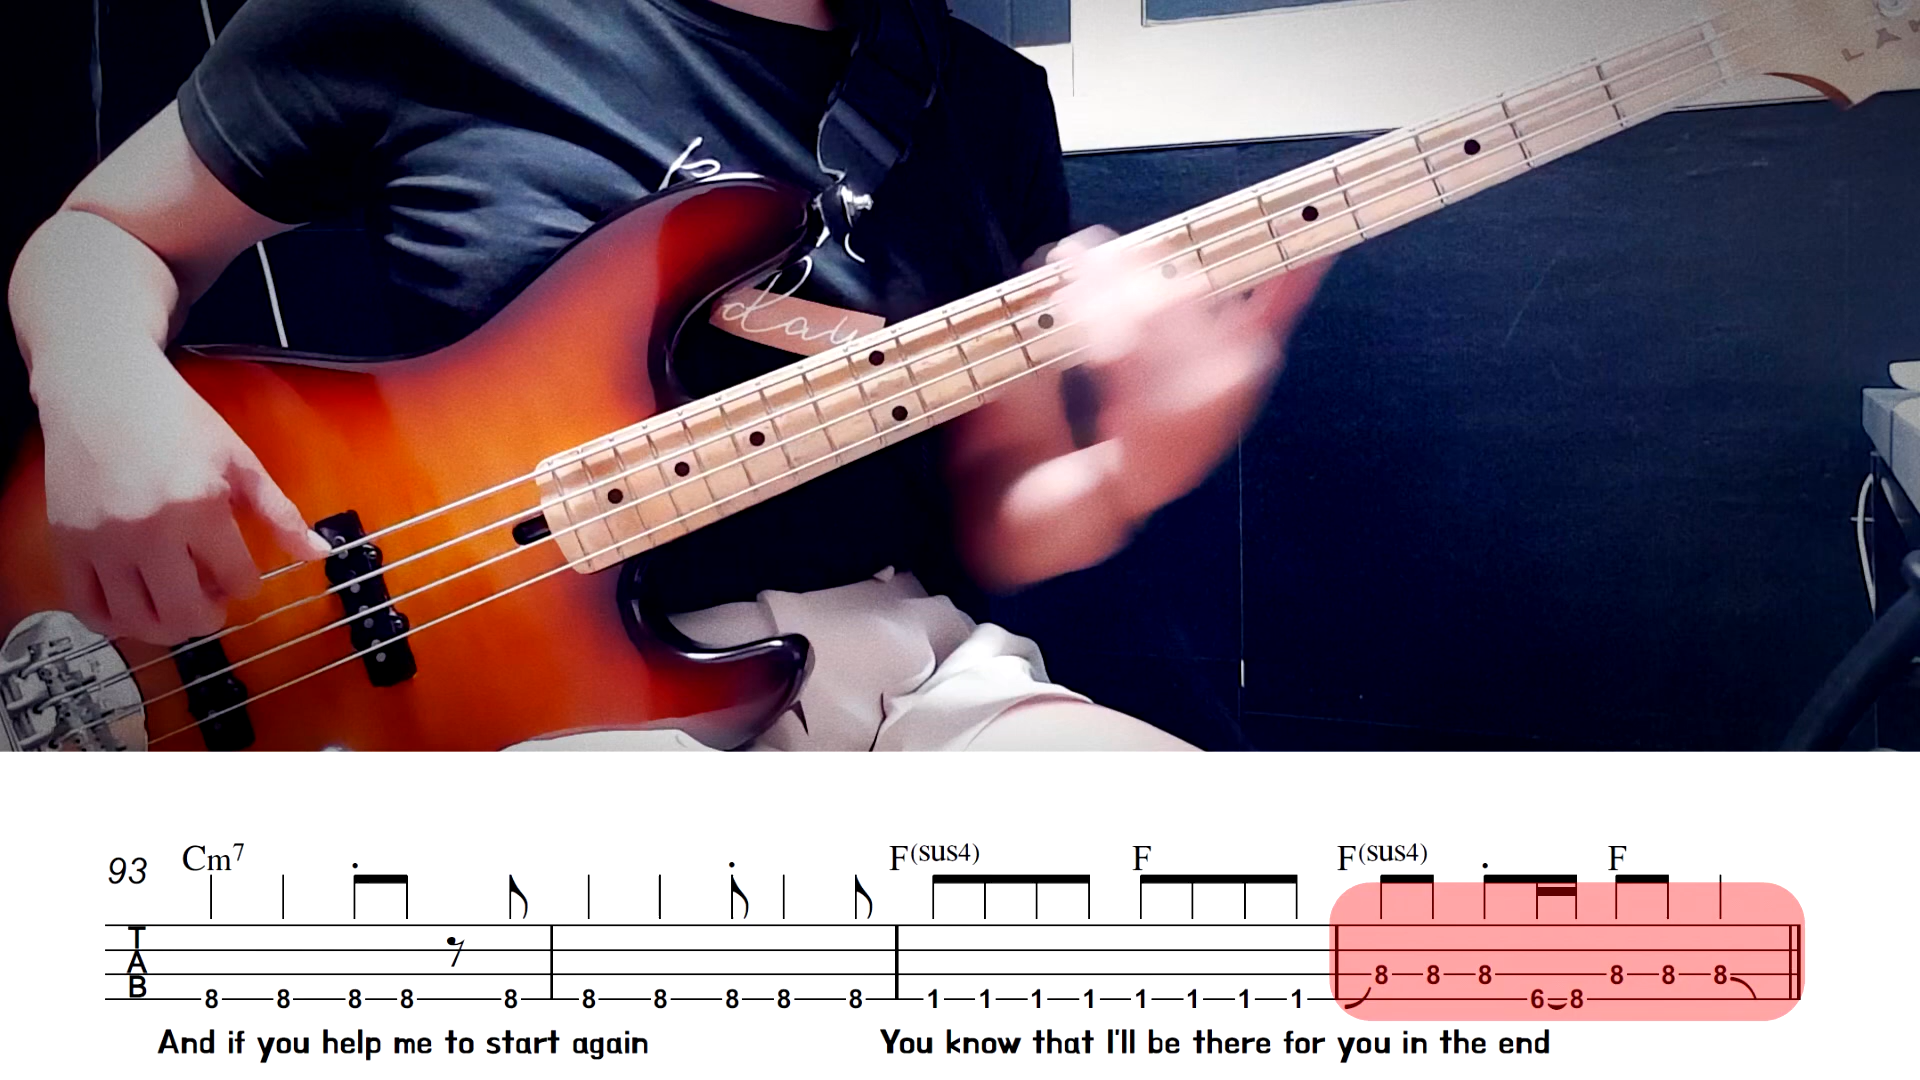 LAK
day
93 Cm7 F(sus4) F F(sus4) F
T
A
B
8 8 8 8 8 8 8 8 8 8 1 1 1 1 1 1 1 1 8 8 8 6 8 8 8 8
And if you help me to start again You know that I'll be there for you in the end